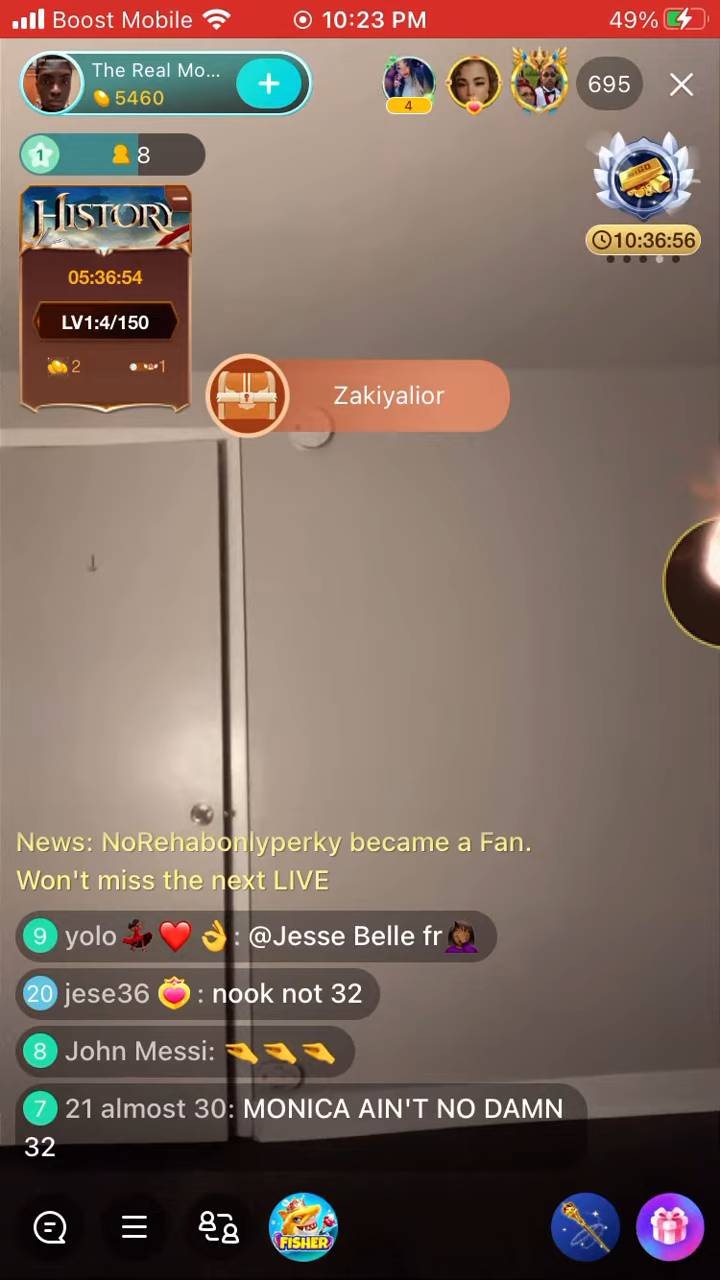 Boost Mobile 10:23 PM 49%
The Real Mo...
5460
4
695
1 8
HISTORY
05:36:54
LV1:4/150
2 1
10:36:56
Zakiyalior
News: NoRehabonlyperky became a Fan.
Won't miss the next LIVE
9 yolo 💃❤️👌: @Jesse Belle fr🤦🏾
20 jese36 : nook not 32
8 John Messi: 🤏🤏🤏
7 21 almost 30: MONICA AIN'T NO DAMN
32
FISHER